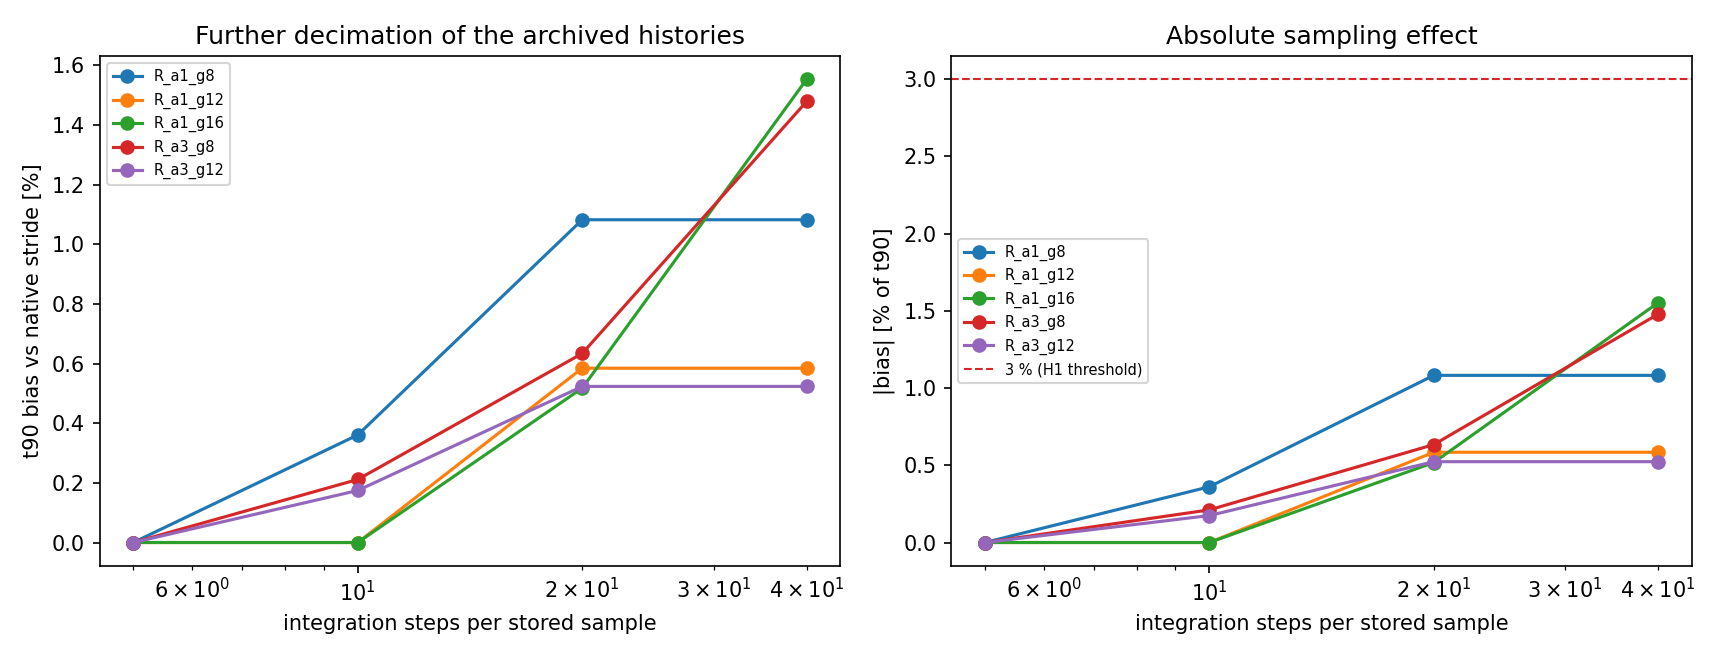 Further decimation of the archived histories
t90 bias vs native stride [%]
1.6
1.4
1.2
1.0
0.8
0.6
0.4
0.2
0.0
R_a1_g8
R_a1_g12
R_a1_g16
R_a3_g8
R_a3_g12
6 × 10⁰
10¹
2 × 10¹
3 × 10¹
4 × 10¹
integration steps per stored sample
Absolute sampling effect
|bias| [% of t90]
3.0
2.5
2.0
1.5
1.0
0.5
0.0
R_a1_g8
R_a1_g12
R_a1_g16
R_a3_g8
R_a3_g12
3 % (H1 threshold)
6 × 10⁰
10¹
2 × 10¹
3 × 10¹
4 × 10¹
integration steps per stored sample